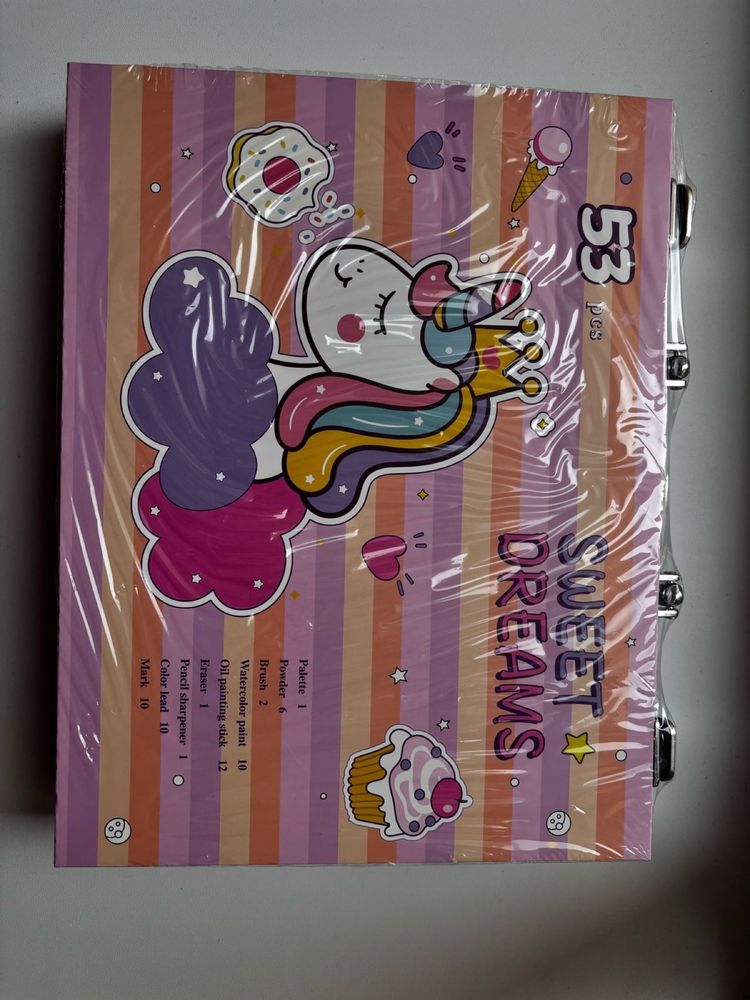 53
pcs
SWEET
DREAMS
Palette 1
Powder 6
Brush 2
Watercolor paint 10
Oil painting stick 12
Eraser 1
Pencil sharpener 1
Color lead 10
Mark 10